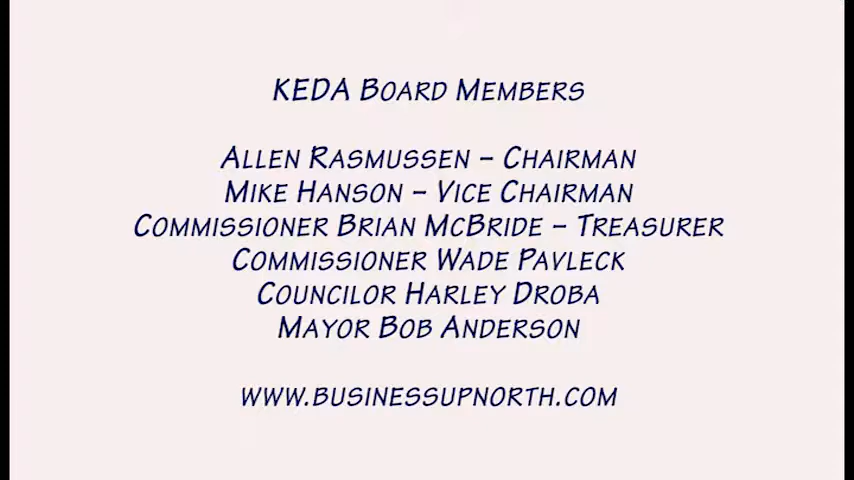 KEDA BOARD MEMBERS
ALLEN RASMUSSEN – CHAIRMAN
MIKE HANSON – VICE CHAIRMAN
COMMISSIONER BRIAN MCBRIDE – TREASURER
COMMISSIONER WADE PAVLECK
COUNCILOR HARLEY DROBA
MAYOR BOB ANDERSON
WWW.BUSINESSUPNORTH.COM